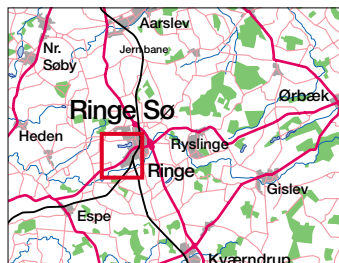 Aarslev
Nr.
Søby
Jernbane
Ringe Sø
Ørbæk
Heden
Ryslinge
Ringe
Gislev
Espe
Kværndrup